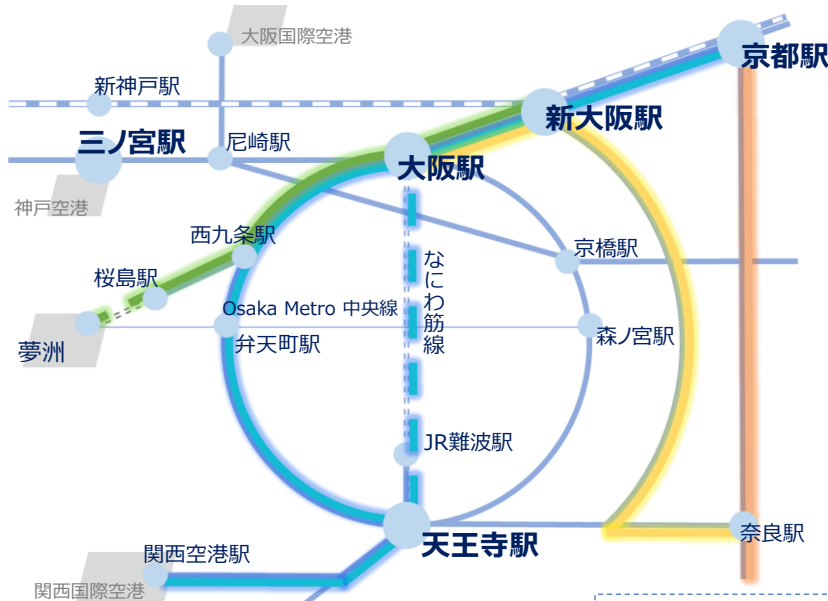 大阪国際空港
京都駅
新神戸駅
新大阪駅
三ノ宮駅
尼崎駅
大阪駅
神戸空港
西九条駅
京橋駅
桜島駅
なにわ筋線
Osaka Metro 中央線
夢洲
弁天町駅
森ノ宮駅
JR難波駅
天王寺駅
奈良駅
関西空港駅
関西国際空港